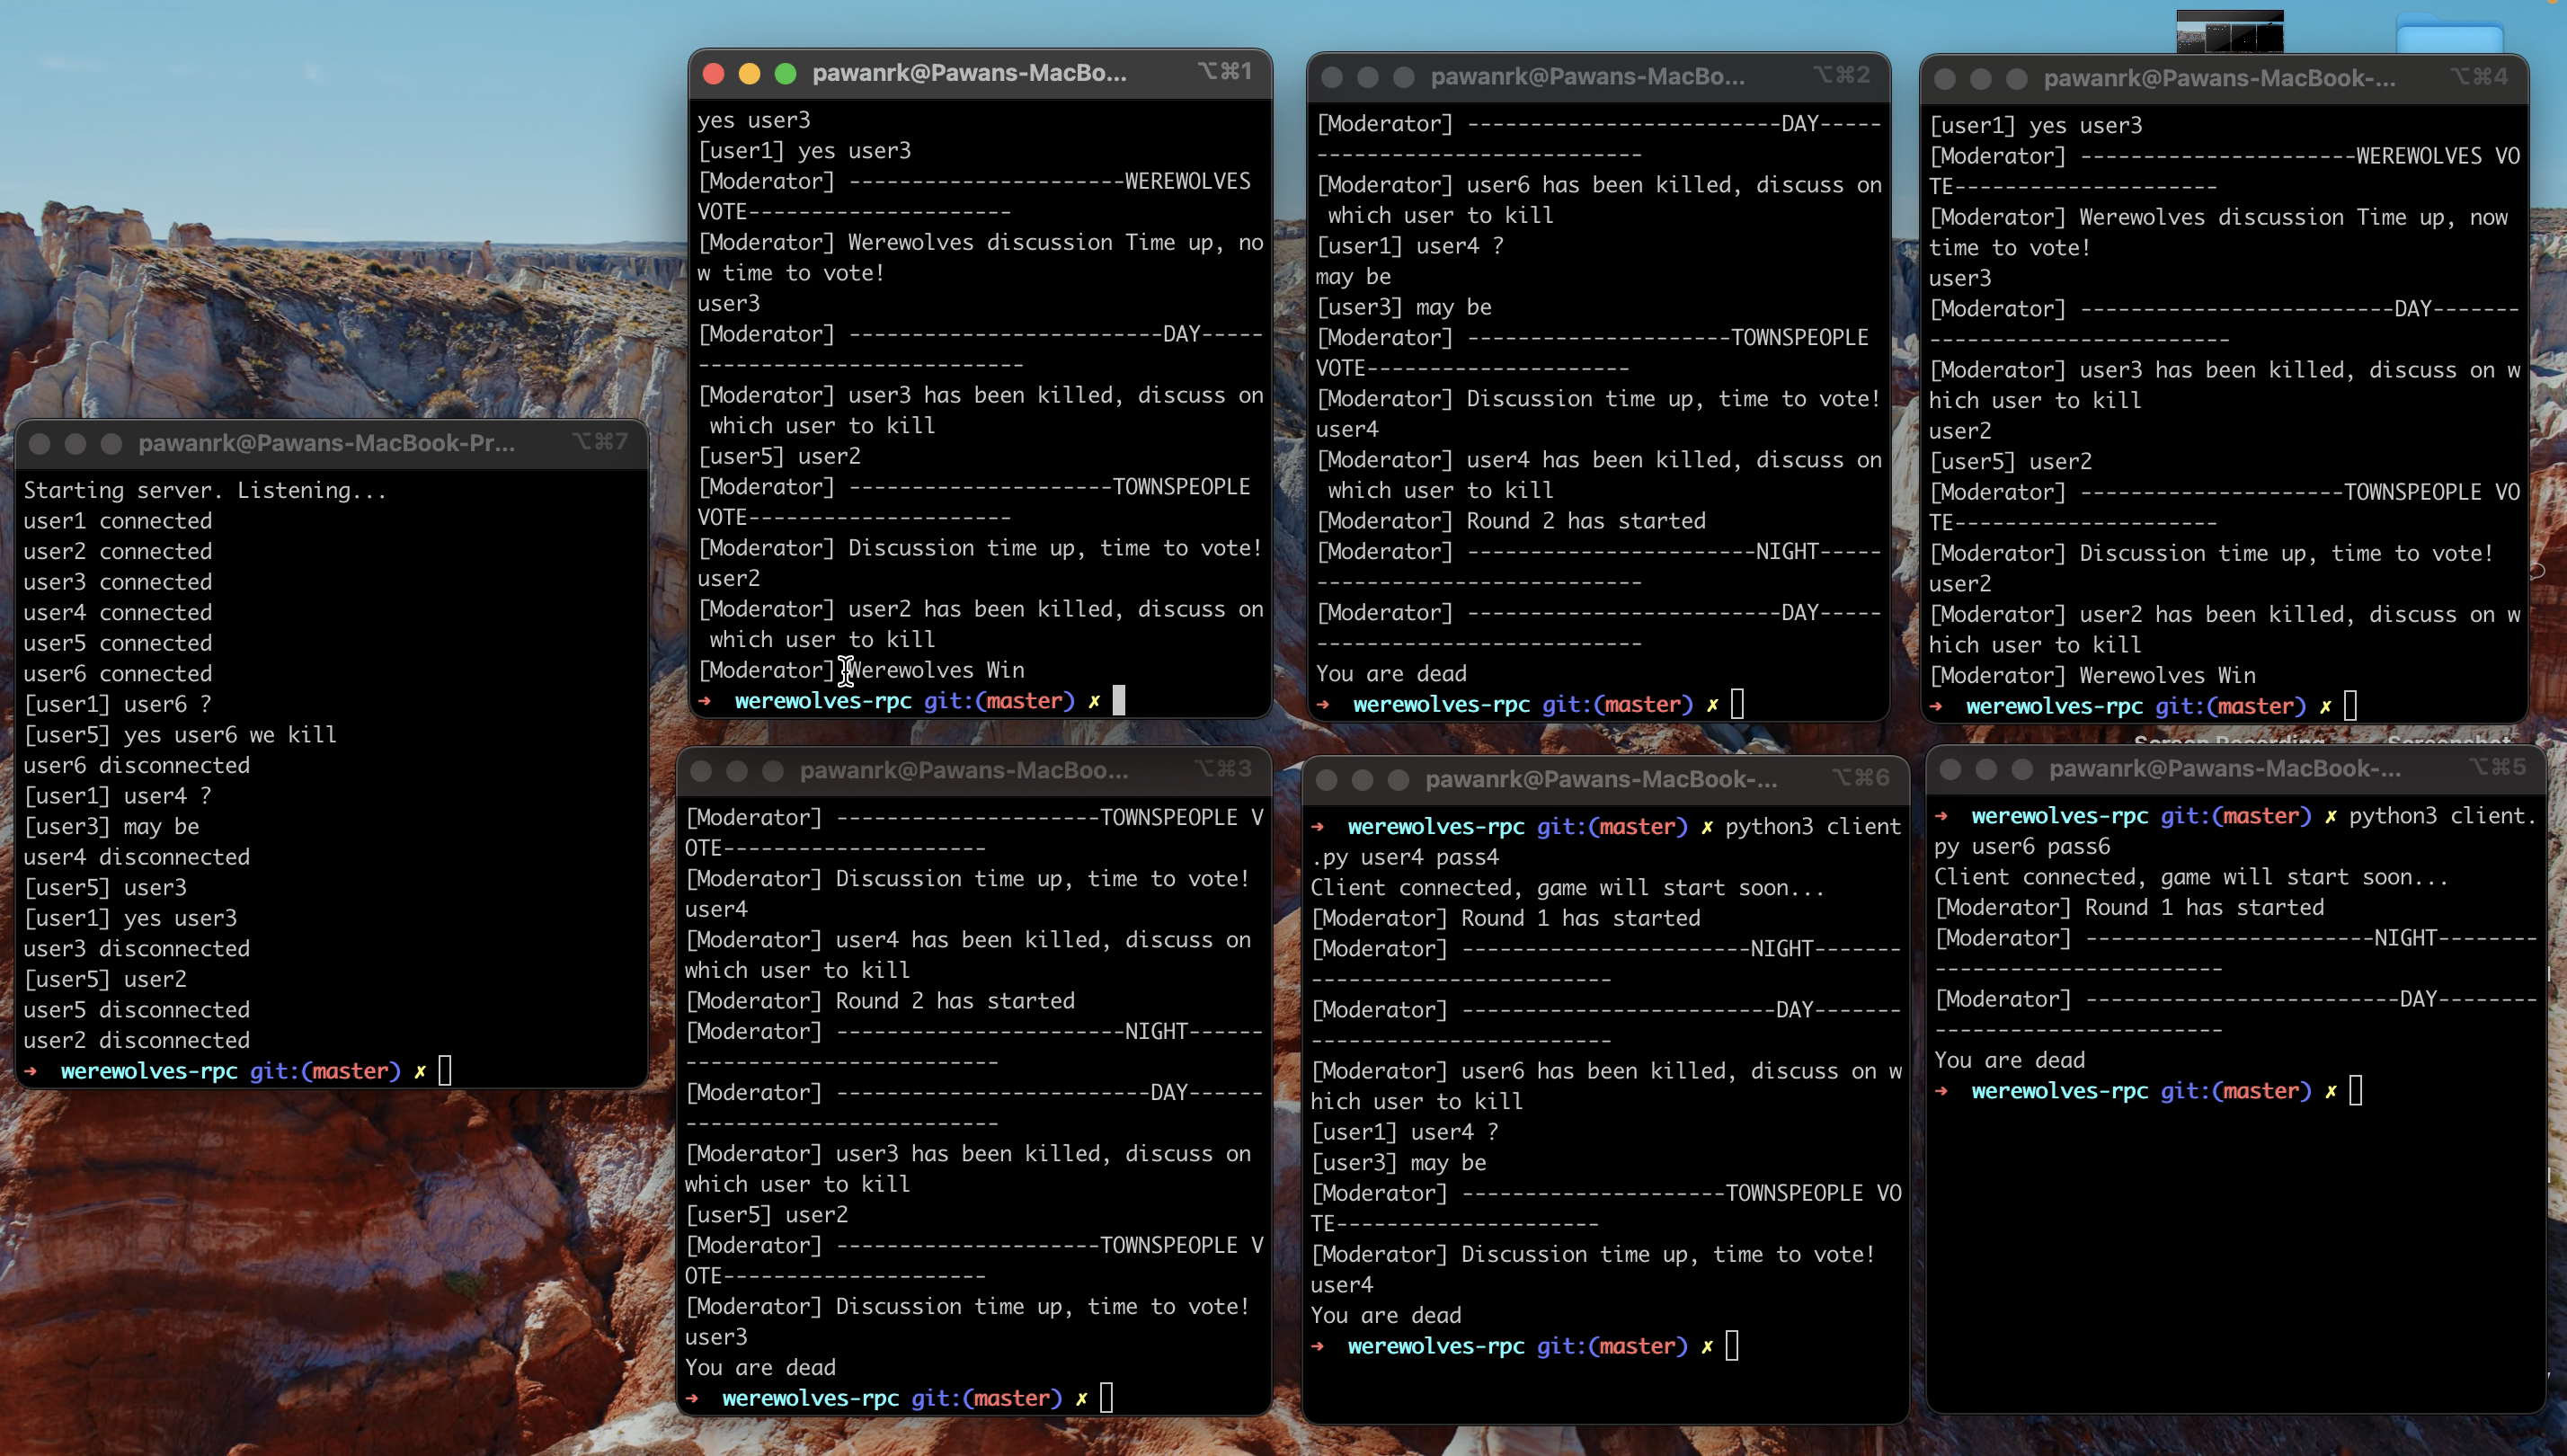 pawanrk@Pawans-MacBo... ⌥⌘1
yes user3
[user1] yes user3
[Moderator] ----------------------WEREWOLVES
VOTE---------------------
[Moderator] Werewolves discussion Time up, no
w time to vote!
user3
[Moderator] -------------------------DAY-----
--------------------------
[Moderator] user3 has been killed, discuss on
which user to kill
[user5] user2
[Moderator] ---------------------TOWNSPEOPLE
VOTE---------------------
[Moderator] Discussion time up, time to vote!
user2
[Moderator] user2 has been killed, discuss on
which user to kill
[Moderator] Werewolves Win
➜ werewolves-rpc git:(master) ✗
pawanrk@Pawans-MacBo... ⌥⌘2
[Moderator] -------------------------DAY-----
--------------------------
[Moderator] user6 has been killed, discuss on
which user to kill
[user1] user4 ?
may be
[user3] may be
[Moderator] ---------------------TOWNSPEOPLE
VOTE---------------------
[Moderator] Discussion time up, time to vote!
user4
[Moderator] user4 has been killed, discuss on
which user to kill
[Moderator] Round 2 has started
[Moderator] -----------------------NIGHT-----
--------------------------
[Moderator] -------------------------DAY-----
--------------------------
You are dead
➜ werewolves-rpc git:(master) ✗
pawanrk@Pawans-MacBook-... ⌥⌘4
[user1] yes user3
[Moderator] ----------------------WEREWOLVES VO
TE---------------------
[Moderator] Werewolves discussion Time up, now
time to vote!
user3
[Moderator] -------------------------DAY-------
------------------------
[Moderator] user3 has been killed, discuss on w
hich user to kill
user2
[user5] user2
[Moderator] ---------------------TOWNSPEOPLE VO
TE---------------------
[Moderator] Discussion time up, time to vote!
user2
[Moderator] user2 has been killed, discuss on w
hich user to kill
[Moderator] Werewolves Win
➜ werewolves-rpc git:(master) ✗
pawanrk@Pawans-MacBook-Pr... ⌥⌘7
Starting server. Listening...
user1 connected
user2 connected
user3 connected
user4 connected
user5 connected
user6 connected
[user1] user6 ?
[user5] yes user6 we kill
user6 disconnected
[user1] user4 ?
[user3] may be
user4 disconnected
[user5] user3
[user1] yes user3
user3 disconnected
[user5] user2
user5 disconnected
user2 disconnected
➜ werewolves-rpc git:(master) ✗
pawanrk@Pawans-MacBoo... ⌥⌘3
[Moderator] ---------------------TOWNSPEOPLE V
OTE---------------------
[Moderator] Discussion time up, time to vote!
user4
[Moderator] user4 has been killed, discuss on
which user to kill
[Moderator] Round 2 has started
[Moderator] -----------------------NIGHT------
-------------------------
[Moderator] -------------------------DAY------
-------------------------
[Moderator] user3 has been killed, discuss on
which user to kill
[user5] user2
[Moderator] ---------------------TOWNSPEOPLE V
OTE---------------------
[Moderator] Discussion time up, time to vote!
user3
You are dead
➜ werewolves-rpc git:(master) ✗
pawanrk@Pawans-MacBook-... ⌥⌘6
➜ werewolves-rpc git:(master) ✗ python3 client
.py user4 pass4
Client connected, game will start soon...
[Moderator] Round 1 has started
[Moderator] -----------------------NIGHT-------
------------------------
[Moderator] -------------------------DAY-------
------------------------
[Moderator] user6 has been killed, discuss on w
hich user to kill
[user1] user4 ?
[user3] may be
[Moderator] ---------------------TOWNSPEOPLE VO
TE---------------------
[Moderator] Discussion time up, time to vote!
user4
You are dead
➜ werewolves-rpc git:(master) ✗
Screen Recording Screenshot
pawanrk@Pawans-MacBook-... ⌥⌘5
➜ werewolves-rpc git:(master) ✗ python3 client.
py user6 pass6
Client connected, game will start soon...
[Moderator] Round 1 has started
[Moderator] -----------------------NIGHT--------
-----------------------
[Moderator] -------------------------DAY--------
-----------------------
You are dead
➜ werewolves-rpc git:(master) ✗